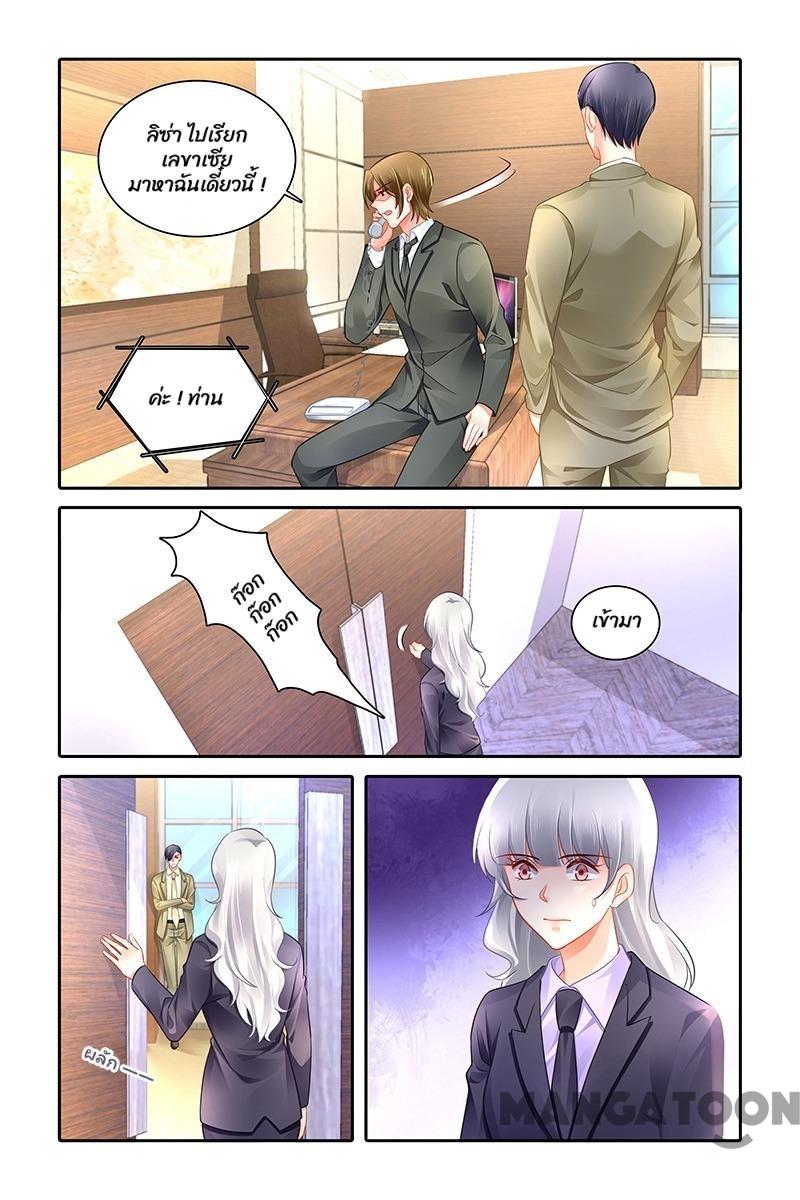 ลิซ่า ไปเรียก
เลขาเซีย
มาหาฉันเดี๋ยวนี้ !
ค่ะ ! ท่าน
ก๊อก
ก๊อก
ก๊อก
เข้ามา
ผลัก
MANGATOON